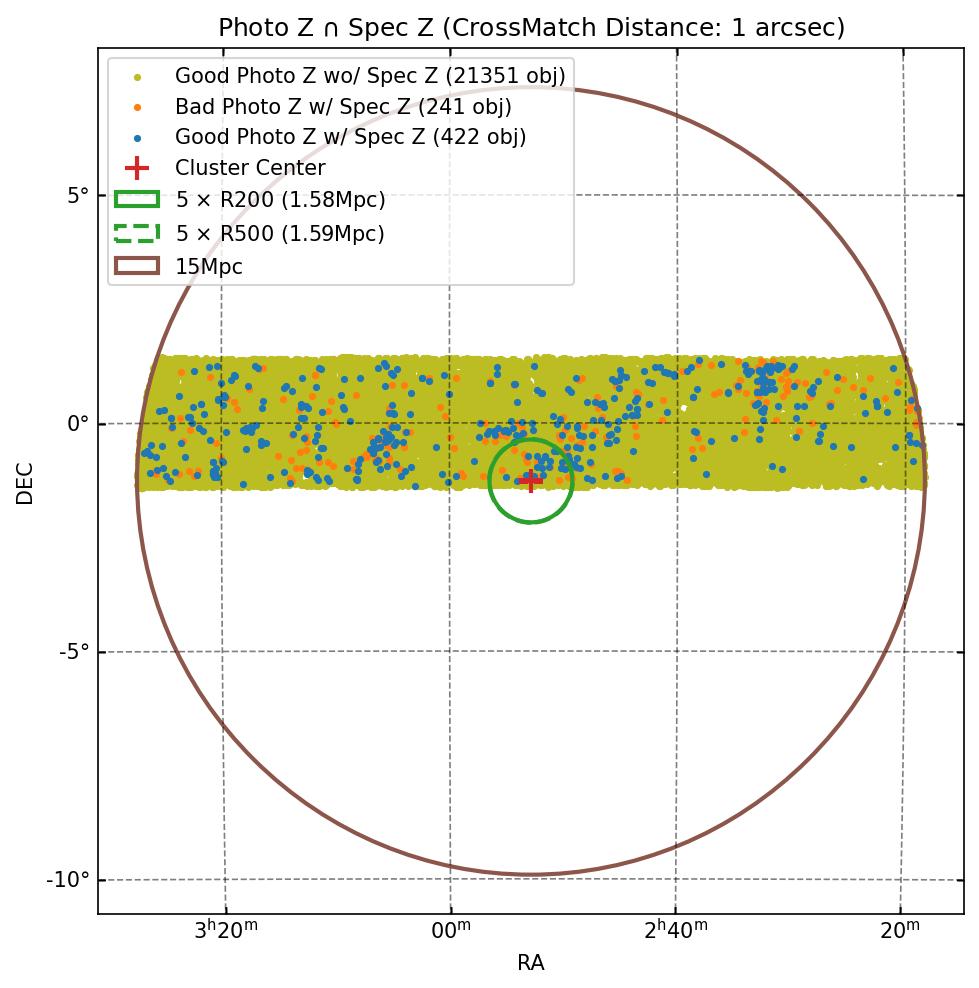 Photo Z ∩ Spec Z (CrossMatch Distance: 1 arcsec)
Good Photo Z wo/ Spec Z (21351 obj)
Bad Photo Z w/ Spec Z (241 obj)
Good Photo Z w/ Spec Z (422 obj)
Cluster Center
5 × R200 (1.58Mpc)
5 × R500 (1.59Mpc)
15Mpc
5°
0°
-5°
-10°
DEC
3ʰ20ᵐ 00ᵐ 2ʰ40ᵐ 20ᵐ
RA